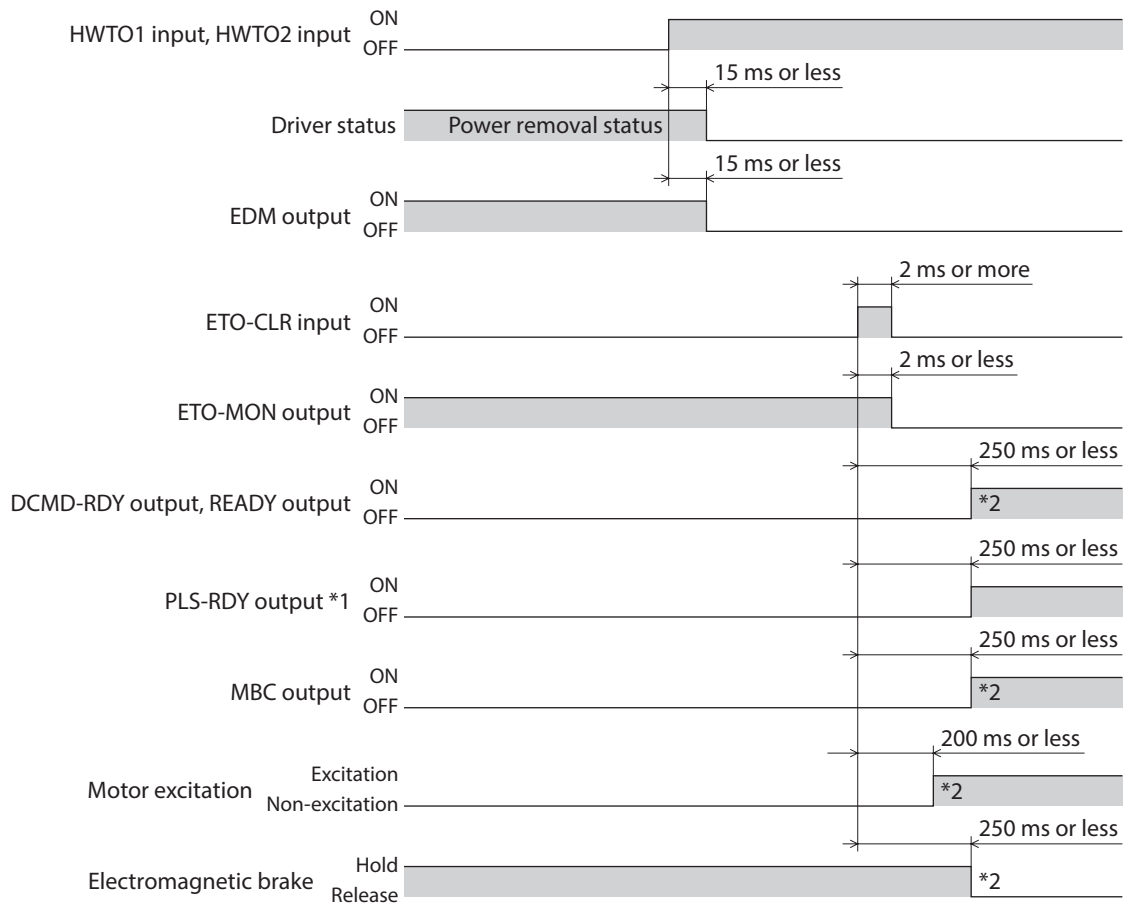 HWTO1 input, HWTO2 input
ON
OFF
15 ms or less
Driver status
Power removal status
15 ms or less
EDM output
ON
OFF
2 ms or more
ETO-CLR input
ON
OFF
2 ms or less
ETO-MON output
ON
OFF
250 ms or less
DCMD-RDY output, READY output
ON
OFF
*2
250 ms or less
PLS-RDY output *1
ON
OFF
250 ms or less
MBC output
ON
OFF
*2
200 ms or less
Motor excitation
Excitation
Non-excitation
*2
250 ms or less
Electromagnetic brake
Hold
Release
*2